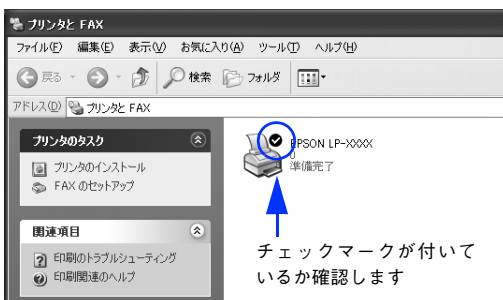 プリンタと FAX
ファイル(F) 編集(E) 表示(V) お気に入り(A) ツール(T) ヘルプ(H)
戻る 検索 フォルダ
アドレス(D) プリンタと FAX
プリンタのタスク
プリンタのインストール
FAX のセットアップ
関連項目
印刷のトラブルシューティング
印刷関連のヘルプ
EPSON LP-XXXX
0
準備完了
チェックマークが付いて
いるか確認します